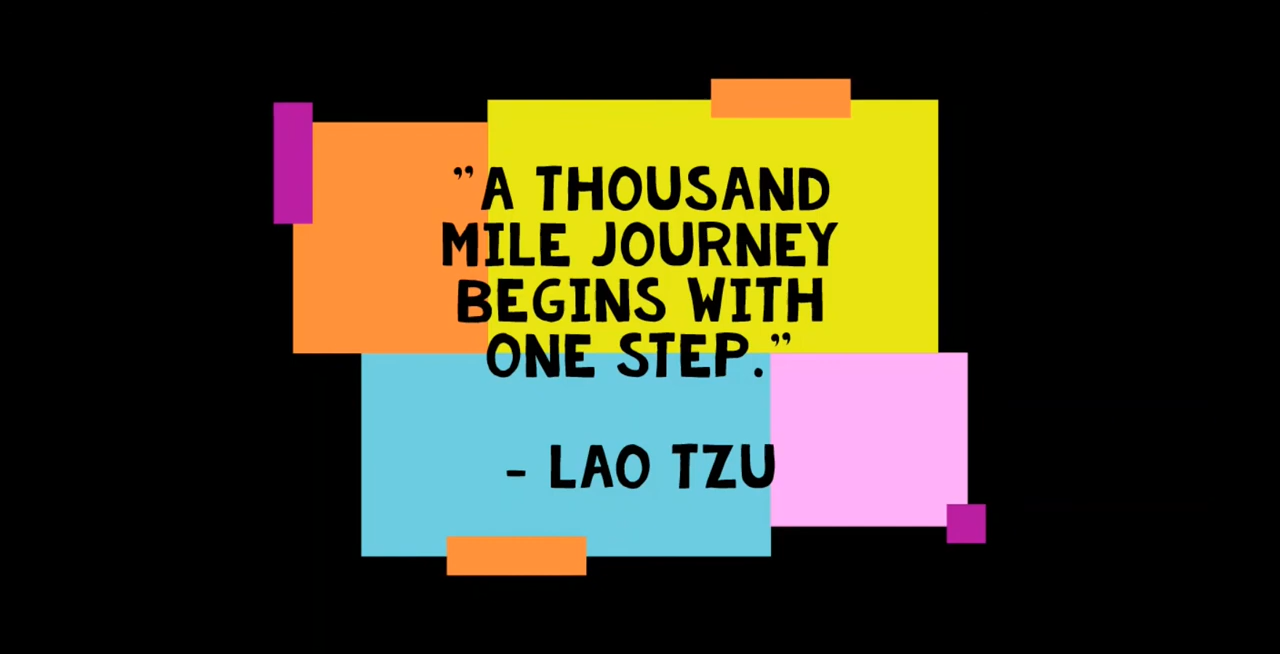 ”A THOUSAND
MILE JOURNEY
BEGINS WITH
ONE STEP.”
- LAO TZU